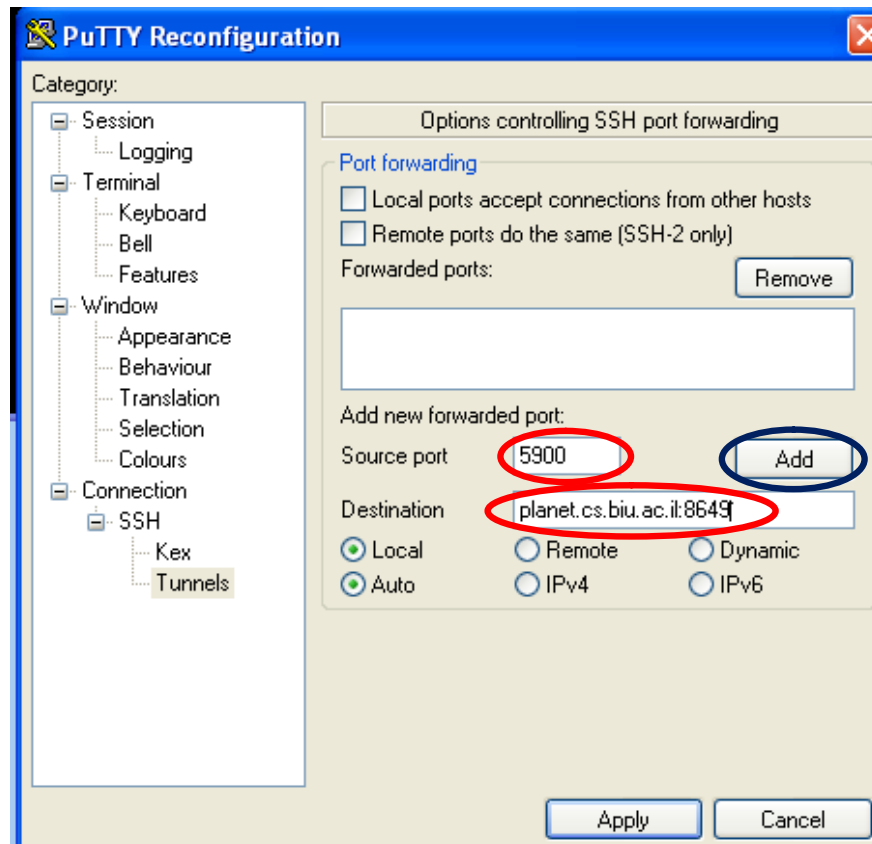 PuTTY Reconfiguration
Category:
Session
Logging
Terminal
Keyboard
Bell
Features
Window
Appearance
Behaviour
Translation
Selection
Colours
Connection
SSH
Kex
Tunnels
Options controlling SSH port forwarding
Port forwarding
Local ports accept connections from other hosts
Remote ports do the same (SSH-2 only)
Forwarded ports:
Remove
Add new forwarded port:
Source port 5900 Add
Destination planet.cs.biu.ac.il:8649
Local Remote Dynamic
Auto IPv4 IPv6
Apply Cancel